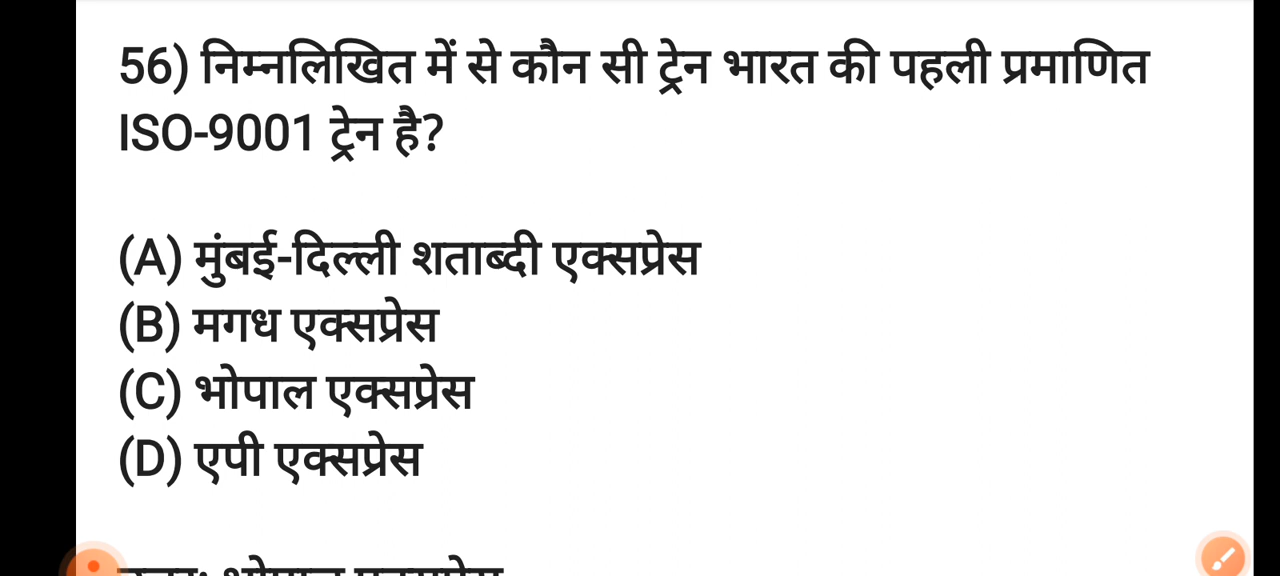 56) निम्नलिखित में से कौन सी ट्रेन भारत की पहली प्रमाणित
ISO-9001 ट्रेन है?
(A) मुंबई-दिल्ली शताब्दी एक्सप्रेस
(B) मगध एक्सप्रेस
(C) भोपाल एक्सप्रेस
(D) एपी एक्सप्रेस